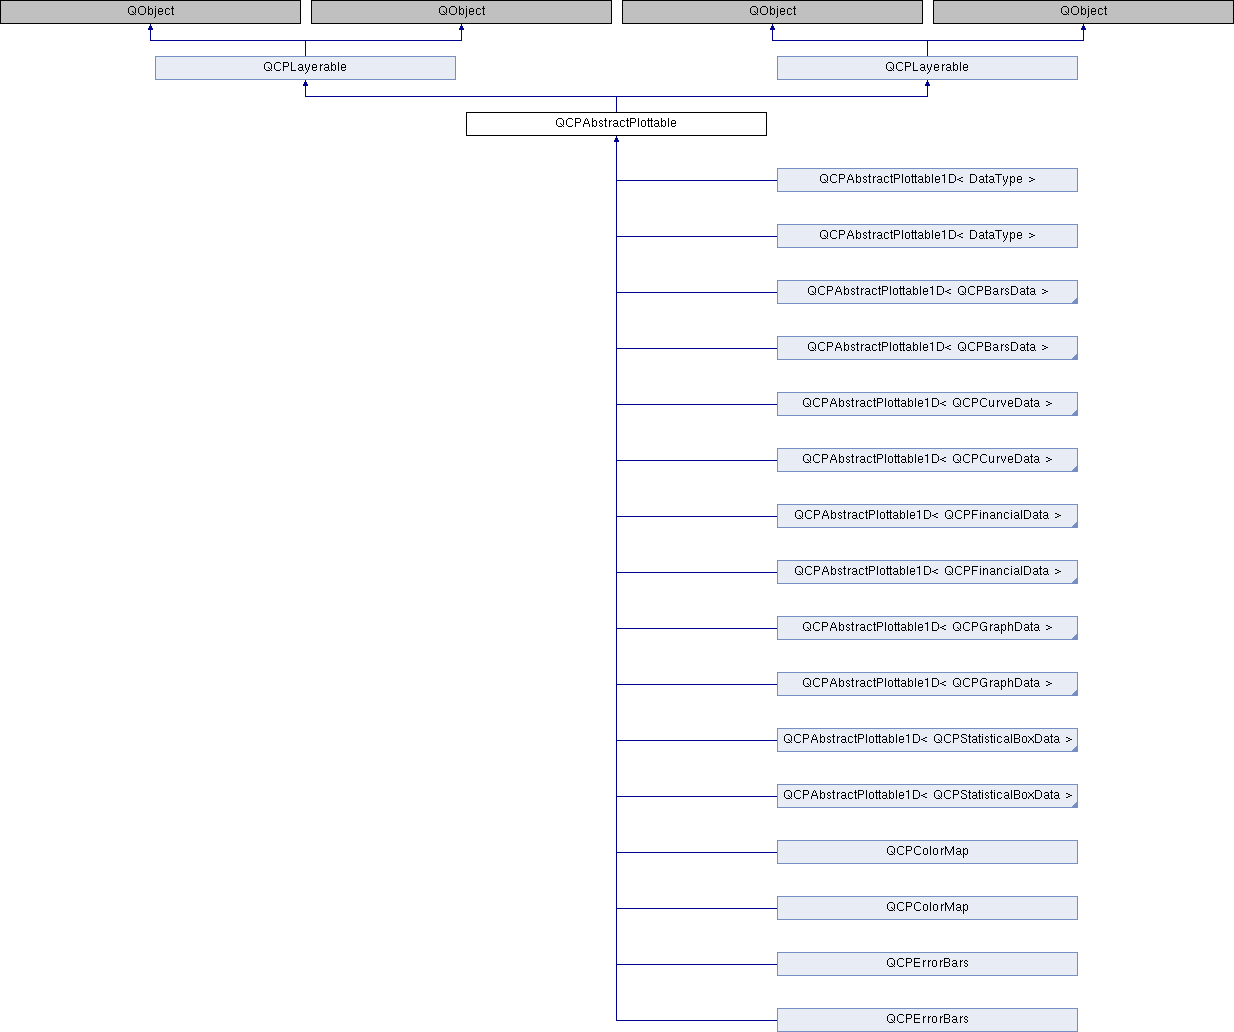 QObject
QObject
QObject
QObject
QCPLayerable
QCPLayerable
QCPAbstractPlottable
QCPAbstractPlottable1D< DataType >
QCPAbstractPlottable1D< DataType >
QCPAbstractPlottable1D< QCPBarsData >
QCPAbstractPlottable1D< QCPBarsData >
QCPAbstractPlottable1D< QCPCurveData >
QCPAbstractPlottable1D< QCPCurveData >
QCPAbstractPlottable1D< QCPFinancialData >
QCPAbstractPlottable1D< QCPFinancialData >
QCPAbstractPlottable1D< QCPGraphData >
QCPAbstractPlottable1D< QCPGraphData >
QCPAbstractPlottable1D< QCPStatisticalBoxData >
QCPAbstractPlottable1D< QCPStatisticalBoxData >
QCPColorMap
QCPColorMap
QCPErrorBars
QCPErrorBars